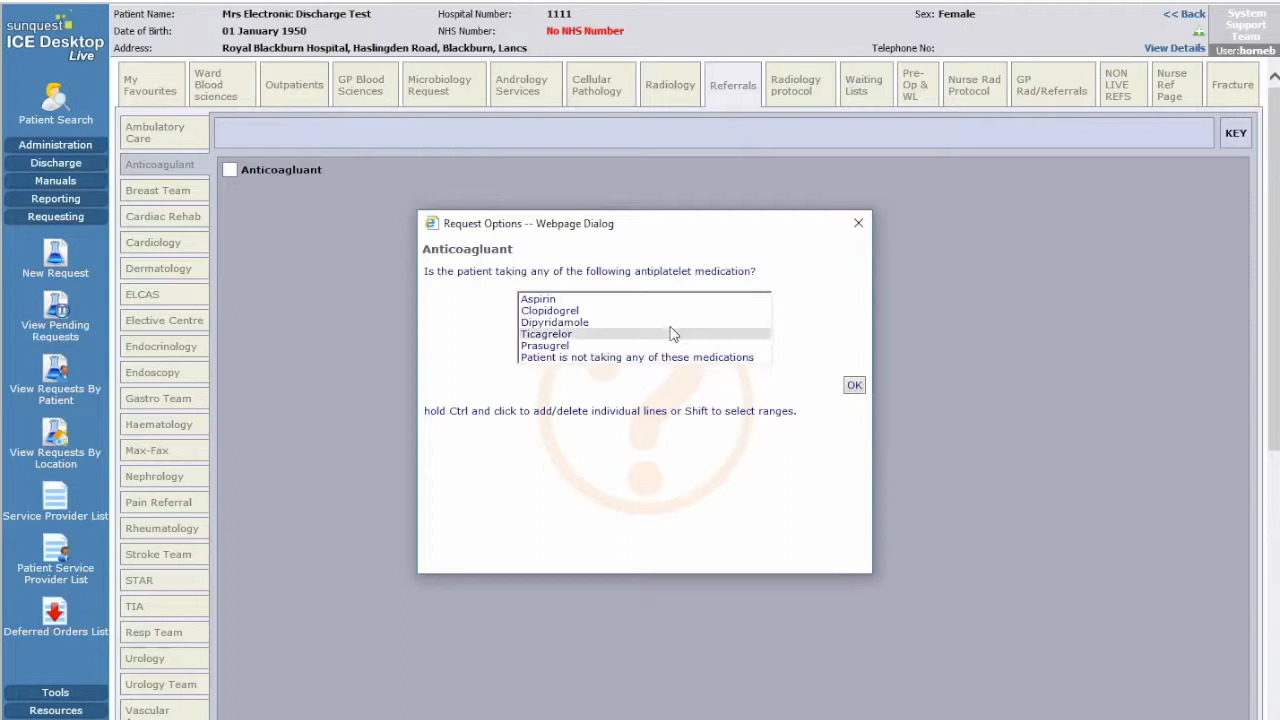 sunquest
ICE Desktop
Live
Patient Name: Mrs Electronic Discharge Test Hospital Number: 1111 Sex: Female << Back
Date of Birth: 01 January 1950 NHS Number: No NHS Number
Address: Royal Blackburn Hospital, Haslingden Road, Blackburn, Lancs Telephone No: View Details
System
Support
Team
User:horneb
My
Favourites
Ward
Blood
sciences
Outpatients
GP Blood
Sciences
Microbiology
Request
Andrology
Services
Cellular
Pathology
Radiology
Referrals
Radiology
protocol
Waiting
Lists
Pre-
Op &
WL
Nurse Rad
Protocol
GP
Rad/Referrals
NON
LIVE
REFS
Nurse
Ref
Page
Fracture
Patient Search
Administration
Discharge
Manuals
Reporting
Requesting
New Request
View Pending
Requests
View Requests By
Patient
View Requests By
Location
Service Provider List
Patient Service
Provider List
Deferred Orders List
Tools
Resources
Ambulatory
Care
Anticoagulant
Breast Team
Cardiac Rehab
Cardiology
Dermatology
ELCAS
Elective Centre
Endocrinology
Endoscopy
Gastro Team
Haematology
Max-Fax
Nephrology
Pain Referral
Rheumatology
Stroke Team
STAR
TIA
Resp Team
Urology
Urology Team
Vascular
KEY
Anticoagluant
Request Options -- Webpage Dialog
Anticoagluant
Is the patient taking any of the following antiplatelet medication?
Aspirin
Clopidogrel
Dipyridamole
Ticagrelor
Prasugrel
Patient is not taking any of these medications
OK
hold Ctrl and click to add/delete individual lines or Shift to select ranges.